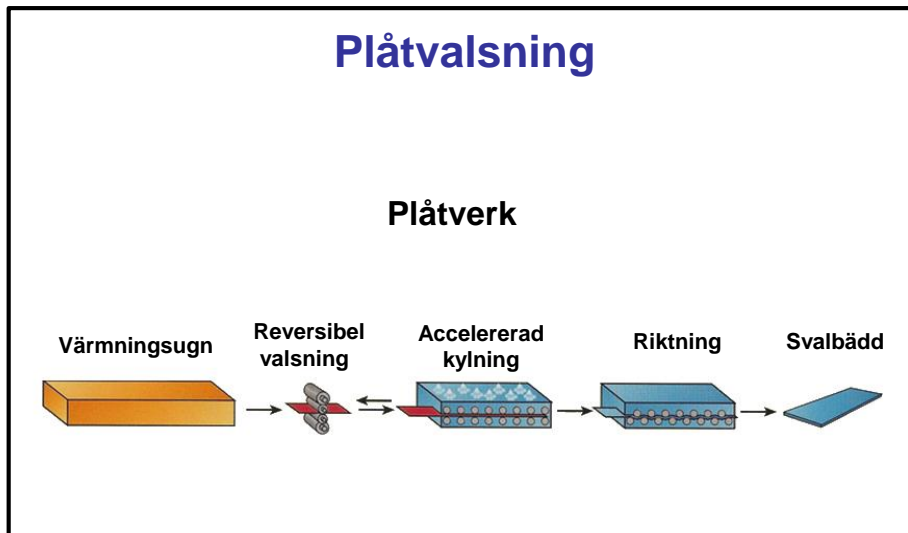 Plåtvalsning
Plåtverk
Värmningsugn
Reversibel
valsning
Accelererad
kylning
Riktning
Svalbädd